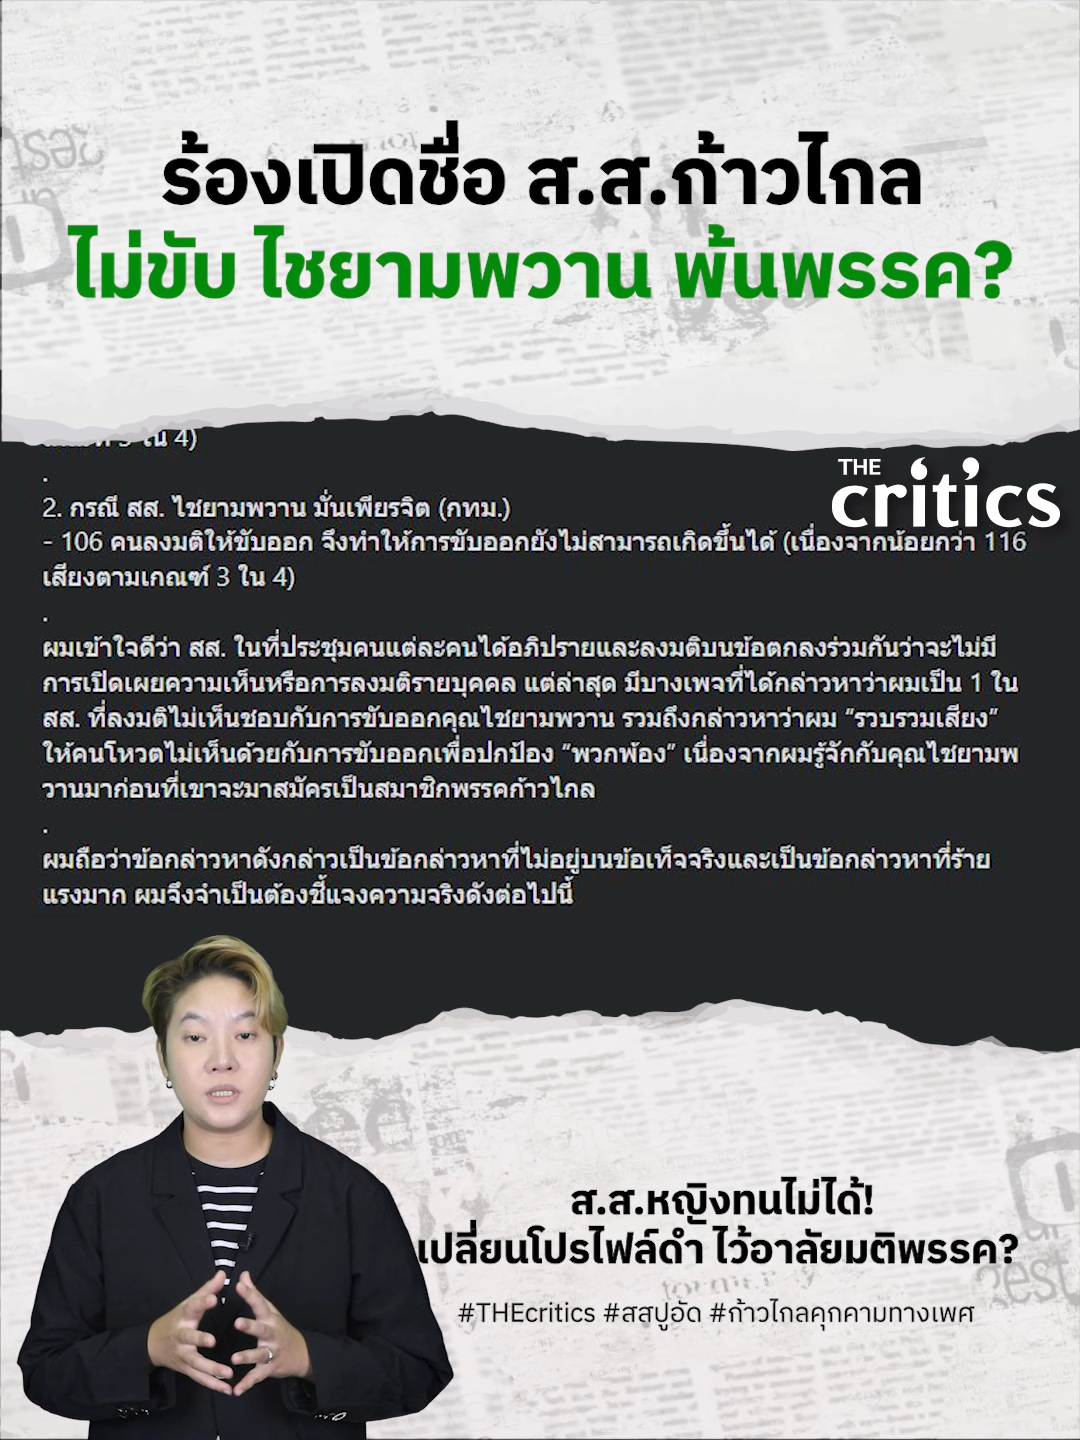 ร้องเปิดชื่อ ส.ส.ก้าวไกล
ไม่ขับ ไชยามพวาน พ้นพรรค?
3 ใน 4)
THE
critics
.
2. กรณี สส. ไชยามพวาน มั่นเพียรจิต (กทม.)
- 106 คนลงมติให้ขับออก จึงทำให้การขับออกยังไม่สามารถเกิดขึ้นได้ (เนื่องจากน้อยกว่า 116
เสียงตามเกณฑ์ 3 ใน 4)
.
ผมเข้าใจดีว่า สส. ในที่ประชุมคนแต่ละคนได้อภิปรายและลงมติบนข้อตกลงร่วมกันว่าจะไม่มี
การเปิดเผยความเห็นหรือการลงมติรายบุคคล แต่ล่าสุด มีบางเพจที่ได้กล่าวหาว่าผมเป็น 1 ใน
สส. ที่ลงมติไม่เห็นชอบกับการขับออกคุณไชยามพวาน รวมถึงกล่าวหาว่าผม “รวบรวมเสียง”
ให้คนโหวตไม่เห็นด้วยกับการขับออกเพื่อปกป้อง “พวกพ้อง” เนื่องจากผมรู้จักกับคุณไชยามพ
วานมาก่อนที่เขาจะมาสมัครเป็นสมาชิกพรรคก้าวไกล
.
ผมถือว่าข้อกล่าวหาดังกล่าวเป็นข้อกล่าวหาที่ไม่อยู่บนข้อเท็จจริงและเป็นข้อกล่าวหาที่ร้าย
แรงมาก ผมจึงจำเป็นต้องชี้แจงความจริงดังต่อไปนี้
ส.ส.หญิงทนไม่ได้!
เปลี่ยนโปรไฟล์ดำ ไว้อาลัยมติพรรค?
#THEcritics #สสปูอัด #ก้าวไกลคุกคามทางเพศ